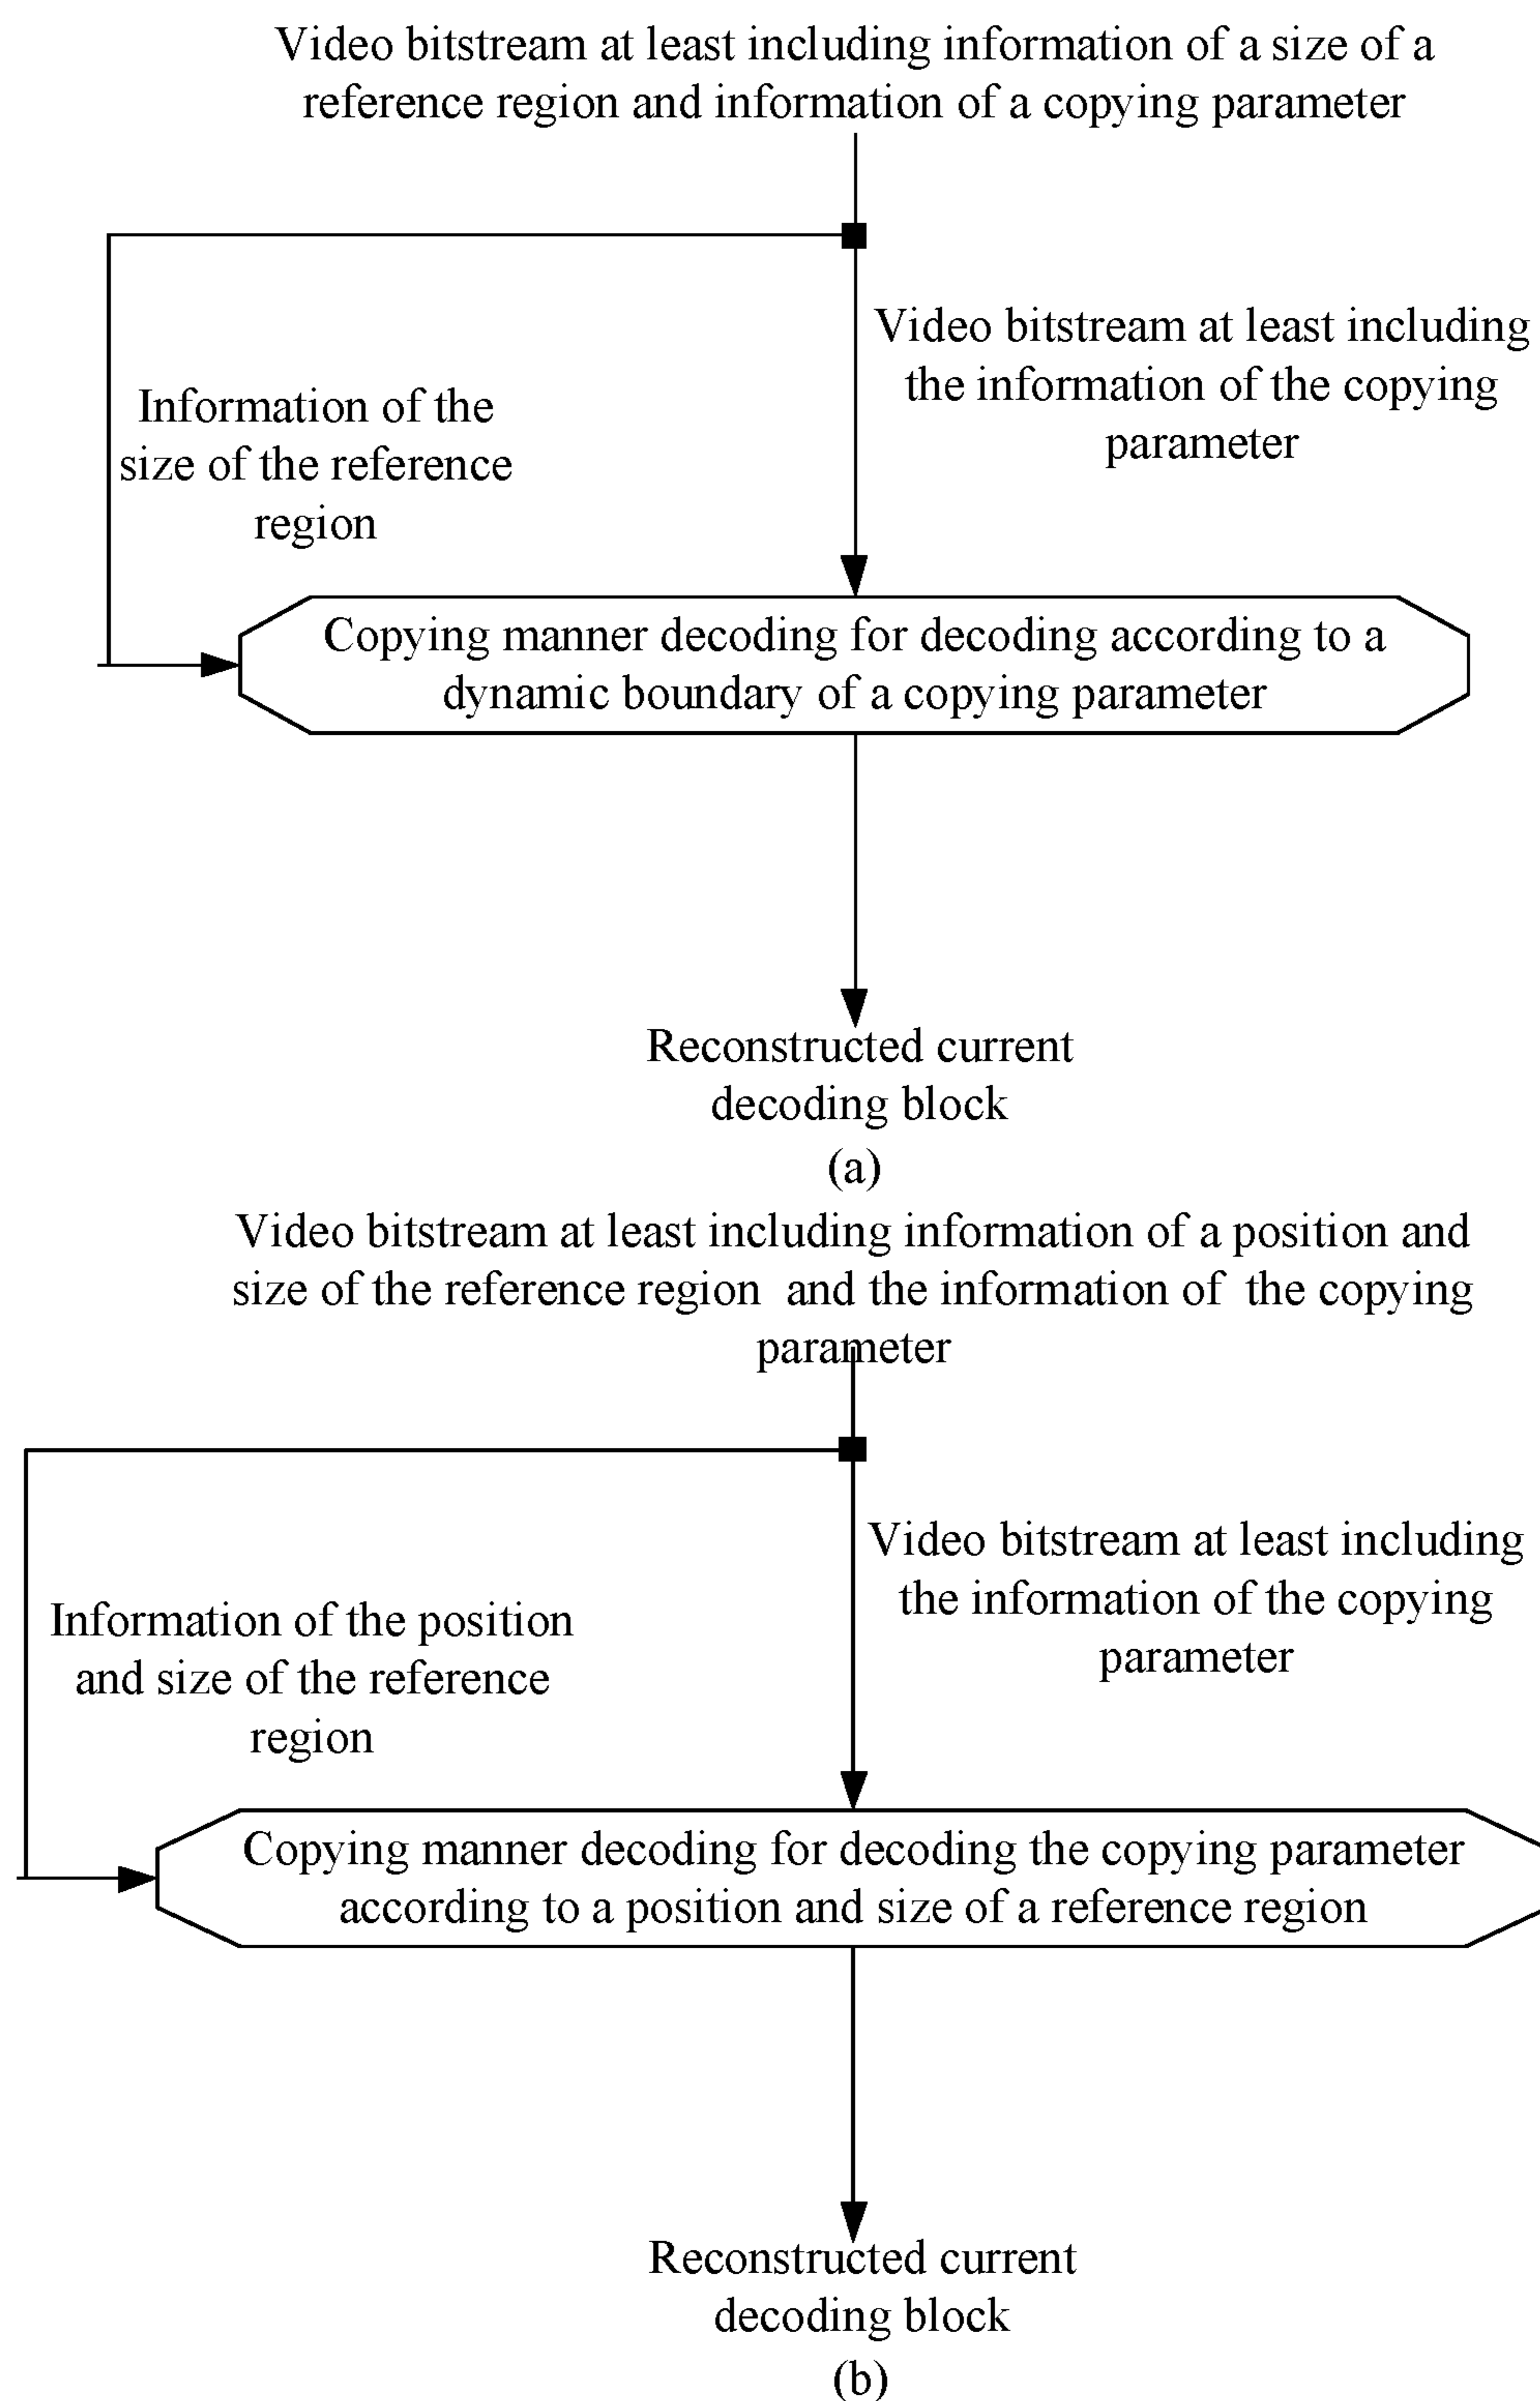 Video bitstream at least including information of a size of a
reference region and information of a copying parameter
Video bitstream at least including
the information of the copying
parameter
Information of the
size of the reference
region
Copying manner decoding for decoding according to a
dynamic boundary of a copying parameter
Reconstructed current
decoding block
(a)
Video bitstream at least including information of a position and
size of the reference region and the information of the copying
parameter
Video bitstream at least including
the information of the copying
parameter
Information of the position
and size of the reference
region
Copying manner decoding for decoding the copying parameter
according to a position and size of a reference region
Reconstructed current
decoding block
(b)